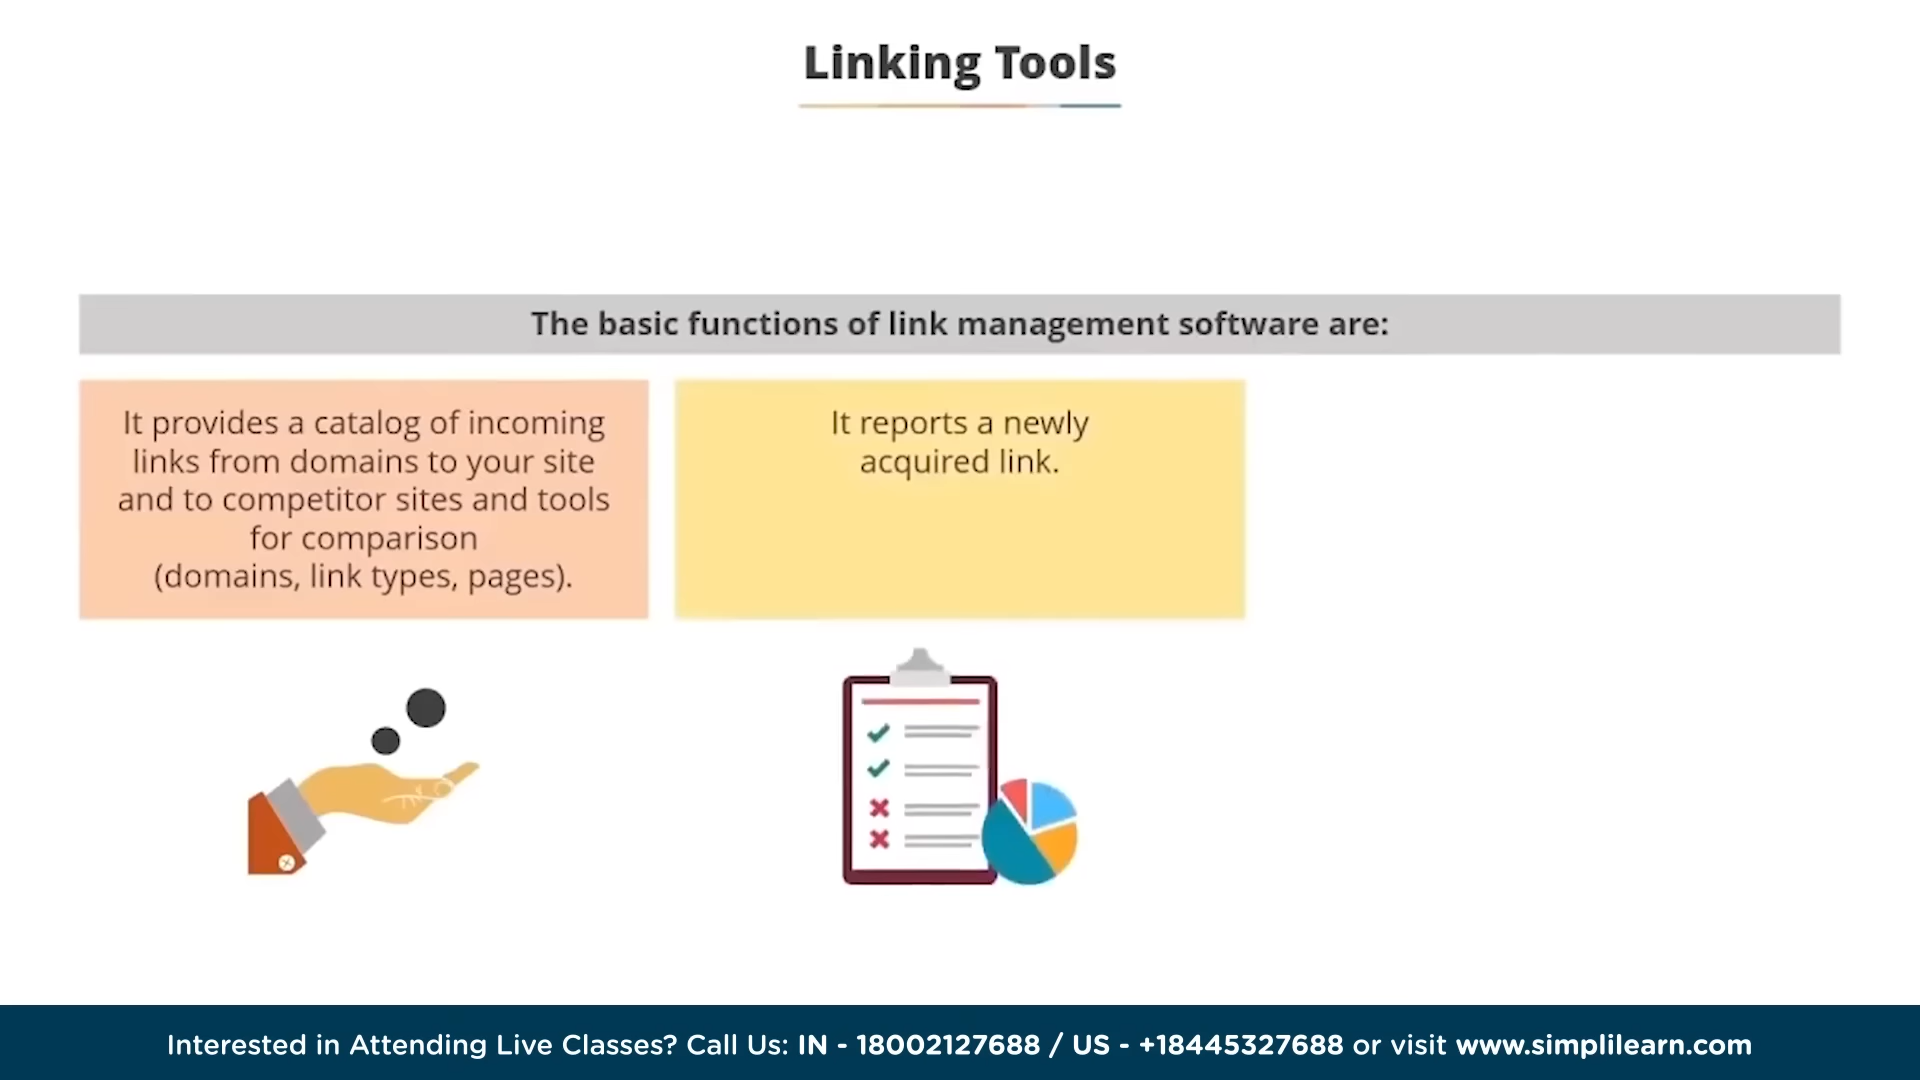 Linking Tools
The basic functions of link management software are:
It provides a catalog of incoming
links from domains to your site
and to competitor sites and tools
for comparison
(domains, link types, pages).
It reports a newly
acquired link.
Interested in Attending Live Classes? Call Us: IN - 18002127688 / US - +18445327688 or visit www.simplilearn.com